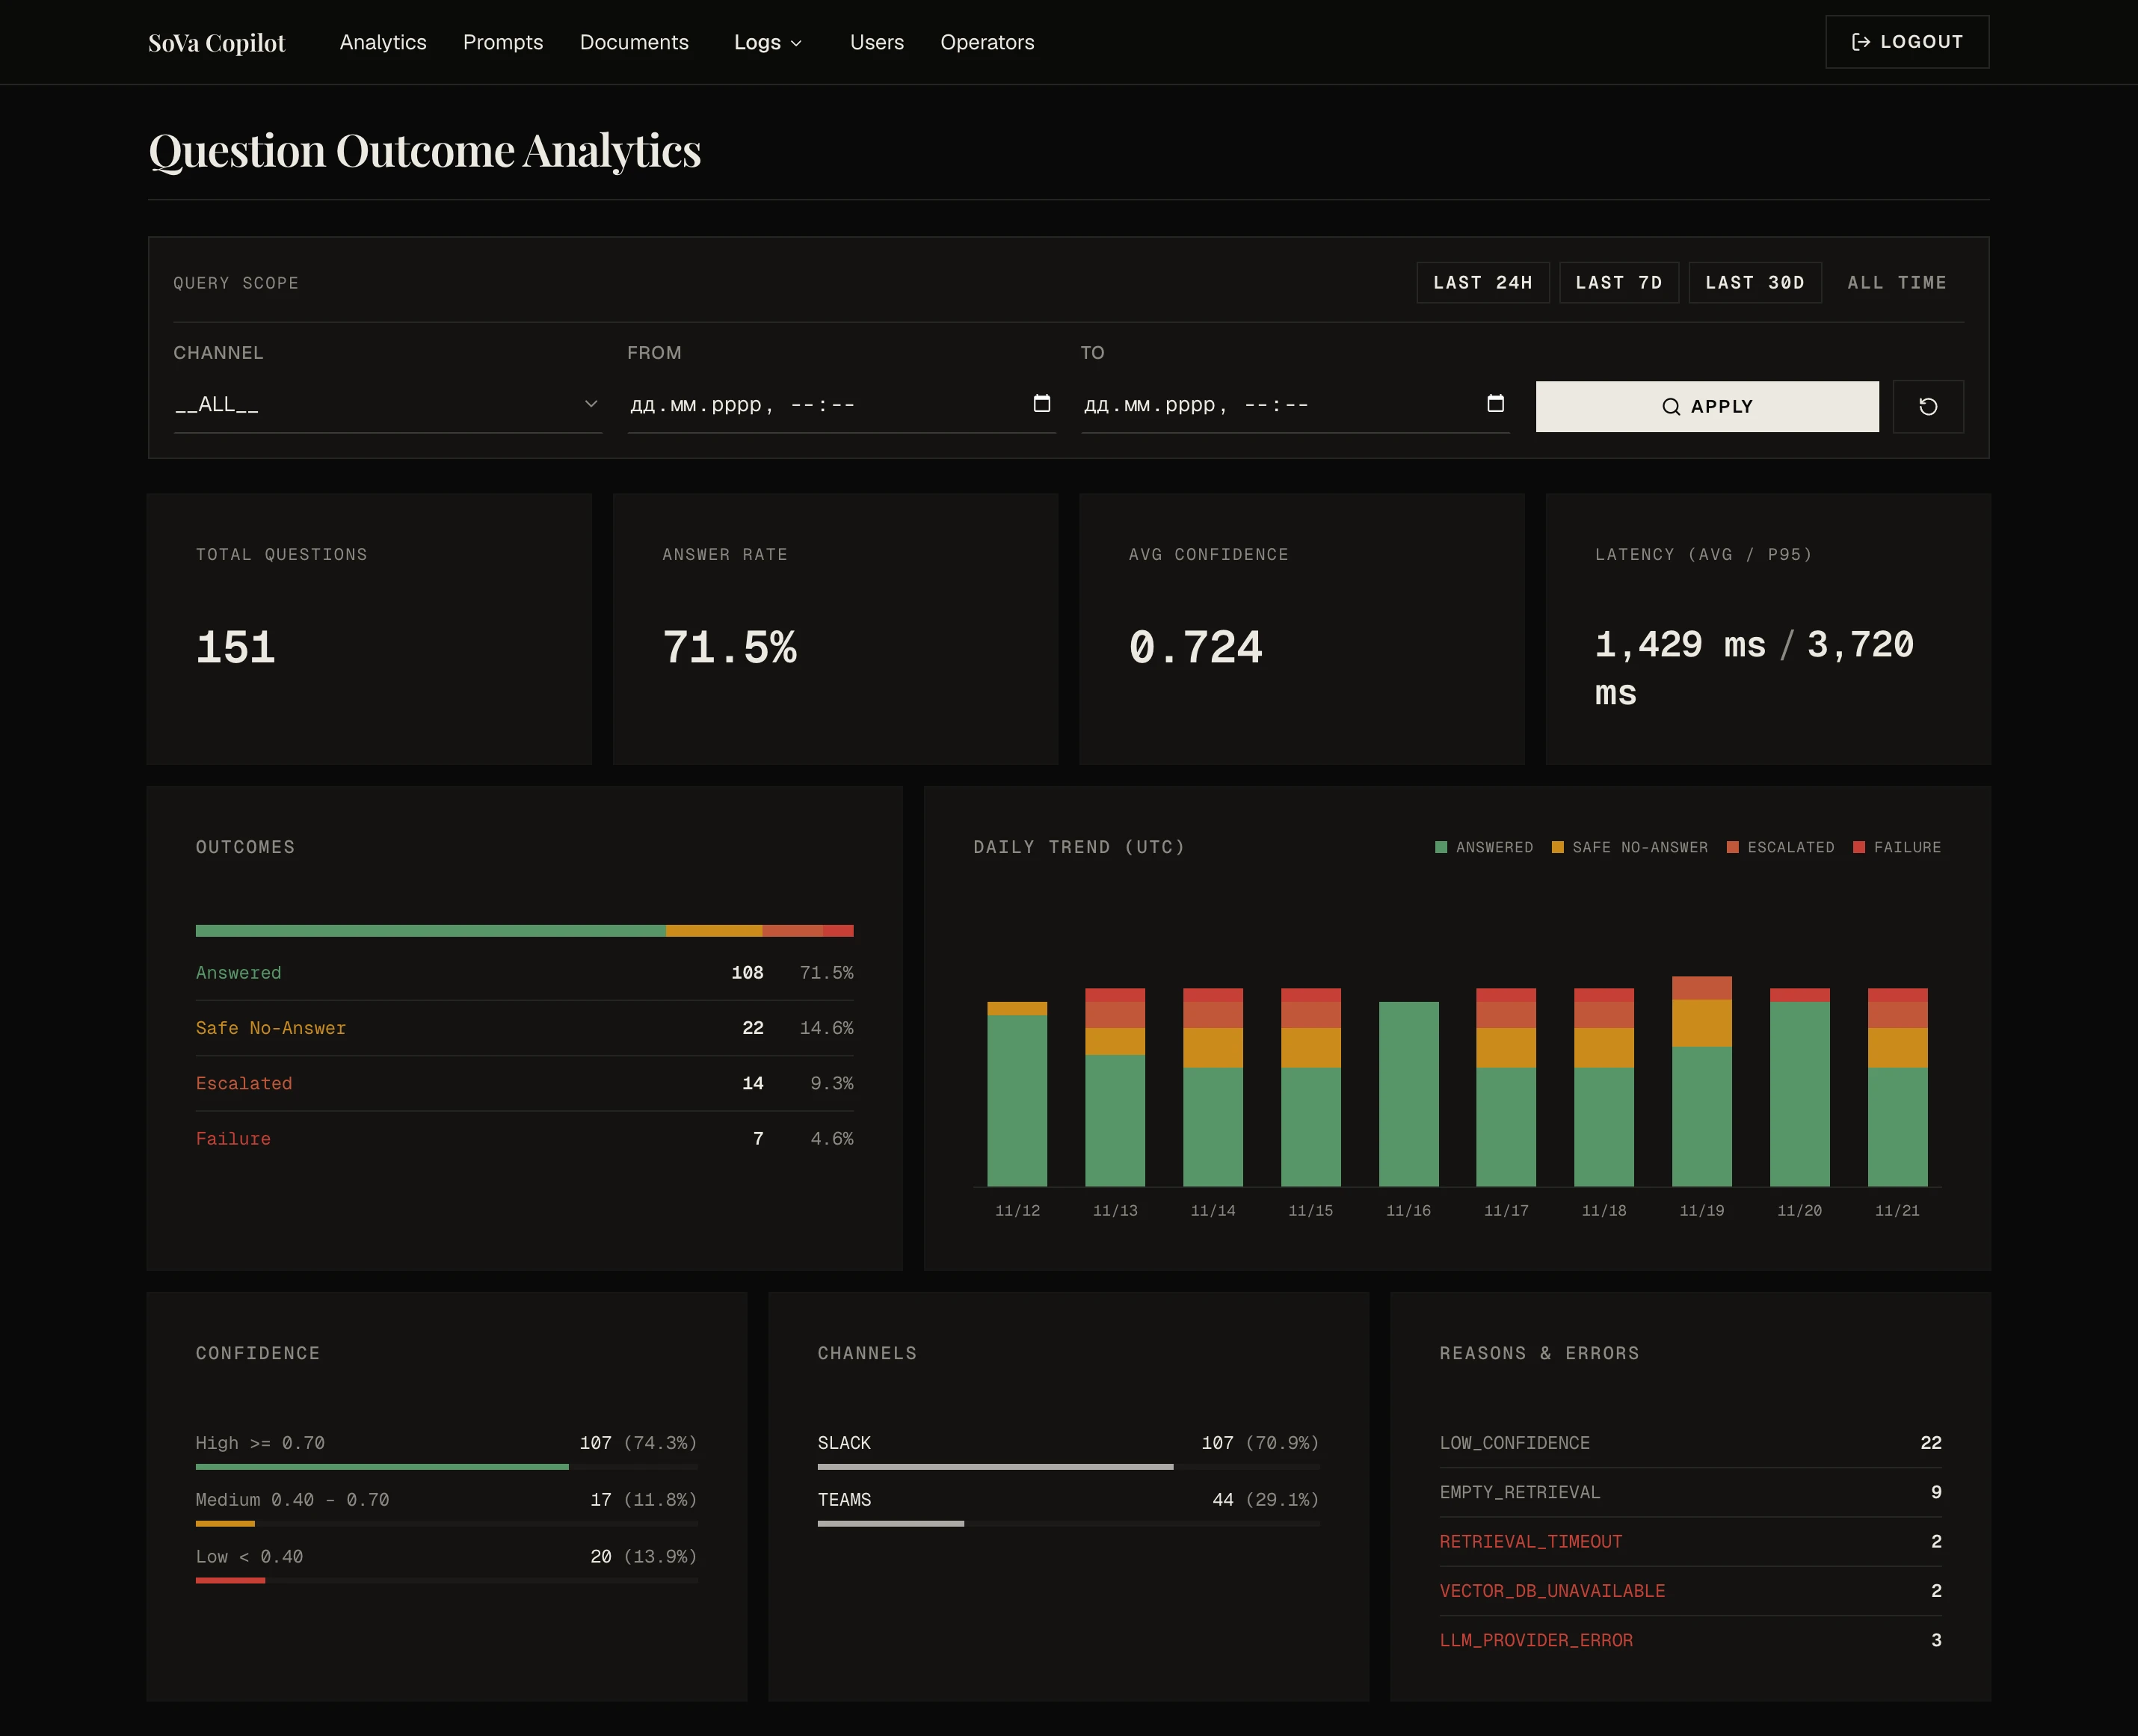 SoVa Copilot Analytics Prompts Documents Logs Users Operators LOGOUT
Question Outcome Analytics
QUERY SCOPE LAST 24H LAST 7D LAST 30D ALL TIME
CHANNEL FROM TO
__ALL__ дд.мм.рррр, --:-- дд.мм.рррр, --:-- APPLY
TOTAL QUESTIONS
151
ANSWER RATE
71.5%
AVG CONFIDENCE
0.724
LATENCY (AVG / P95)
1,429 ms / 3,720
ms
OUTCOMES
Answered 108 71.5%
Safe No-Answer 22 14.6%
Escalated 14 9.3%
Failure 7 4.6%
DAILY TREND (UTC) ANSWERED SAFE NO-ANSWER ESCALATED FAILURE
11/12 11/13 11/14 11/15 11/16 11/17 11/18 11/19 11/20 11/21
CONFIDENCE
High >= 0.70 107 (74.3%)
Medium 0.40 – 0.70 17 (11.8%)
Low < 0.40 20 (13.9%)
CHANNELS
SLACK 107 (70.9%)
TEAMS 44 (29.1%)
REASONS & ERRORS
LOW_CONFIDENCE 22
EMPTY_RETRIEVAL 9
RETRIEVAL_TIMEOUT 2
VECTOR_DB_UNAVAILABLE 2
LLM_PROVIDER_ERROR 3